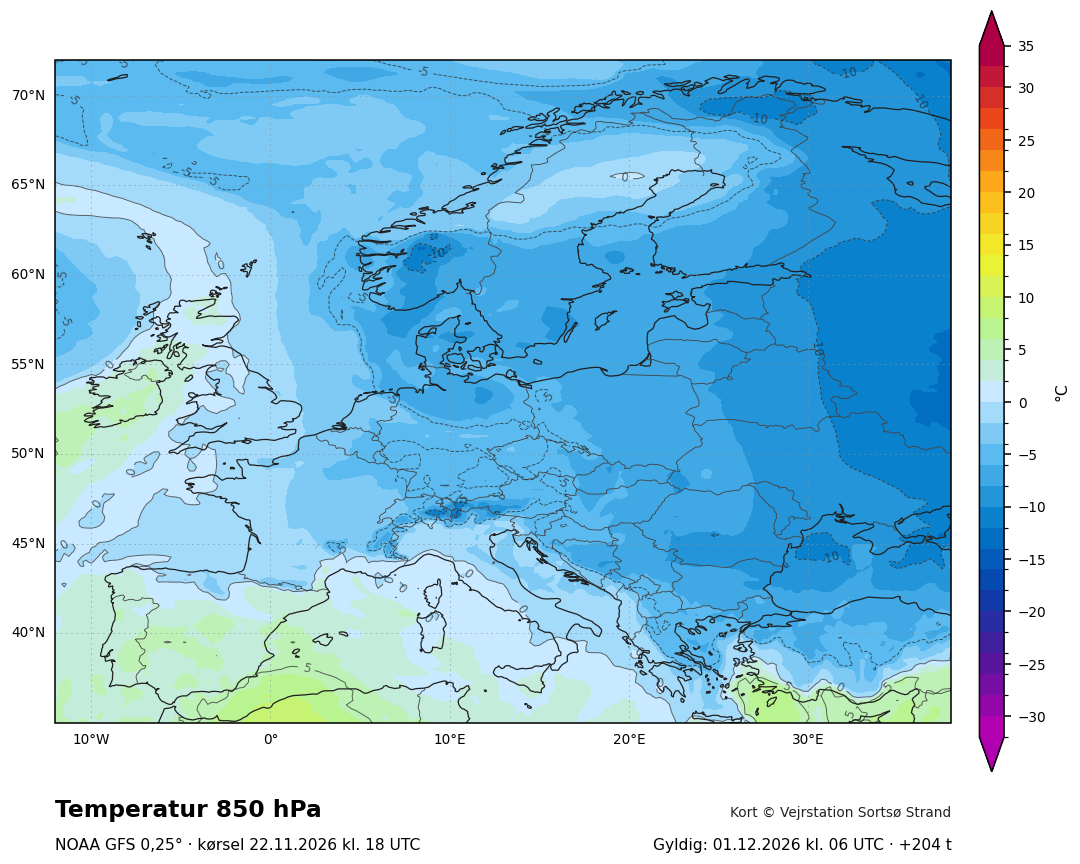 70°N
65°N
60°N
55°N
50°N
45°N
40°N
10°W 0° 10°E 20°E 30°E
35
30
25
20
15
10
5
0
−5
−10
−15
−20
−25
−30
°C
Temperatur 850 hPa
Kort © Vejrstation Sortsø Strand
NOAA GFS 0,25° · kørsel 22.11.2026 kl. 18 UTC
Gyldig: 01.12.2026 kl. 06 UTC · +204 t